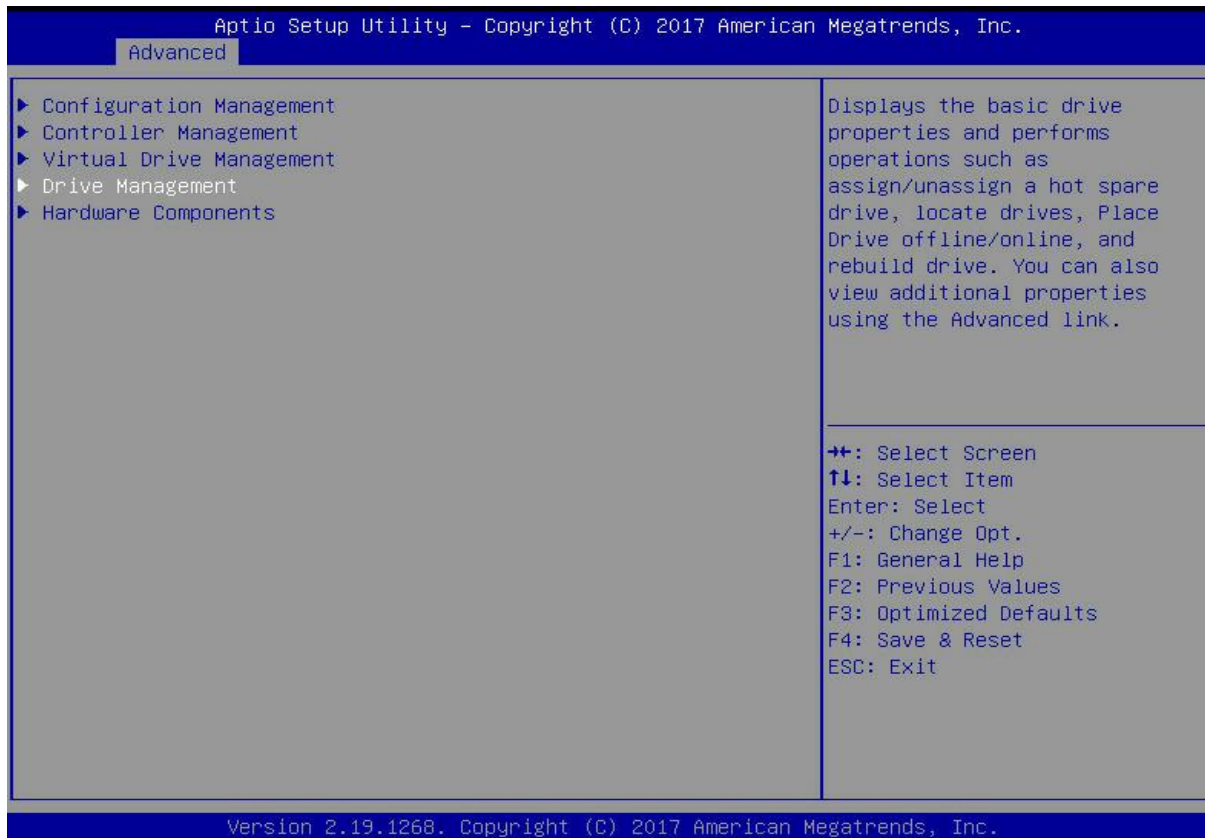 Aptio Setup Utility – Copyright (C) 2017 American Megatrends, Inc.
Advanced
▶ Configuration Management
▶ Controller Management
▶ Virtual Drive Management
▶ Drive Management
▶ Hardware Components
Displays the basic drive
properties and performs
operations such as
assign/unassign a hot spare
drive, locate drives, Place
Drive offline/online, and
rebuild drive. You can also
view additional properties
using the Advanced link.
→←: Select Screen
↑↓: Select Item
Enter: Select
+/-: Change Opt.
F1: General Help
F2: Previous Values
F3: Optimized Defaults
F4: Save & Reset
ESC: Exit
Version 2.19.1268. Copyright (C) 2017 American Megatrends, Inc.